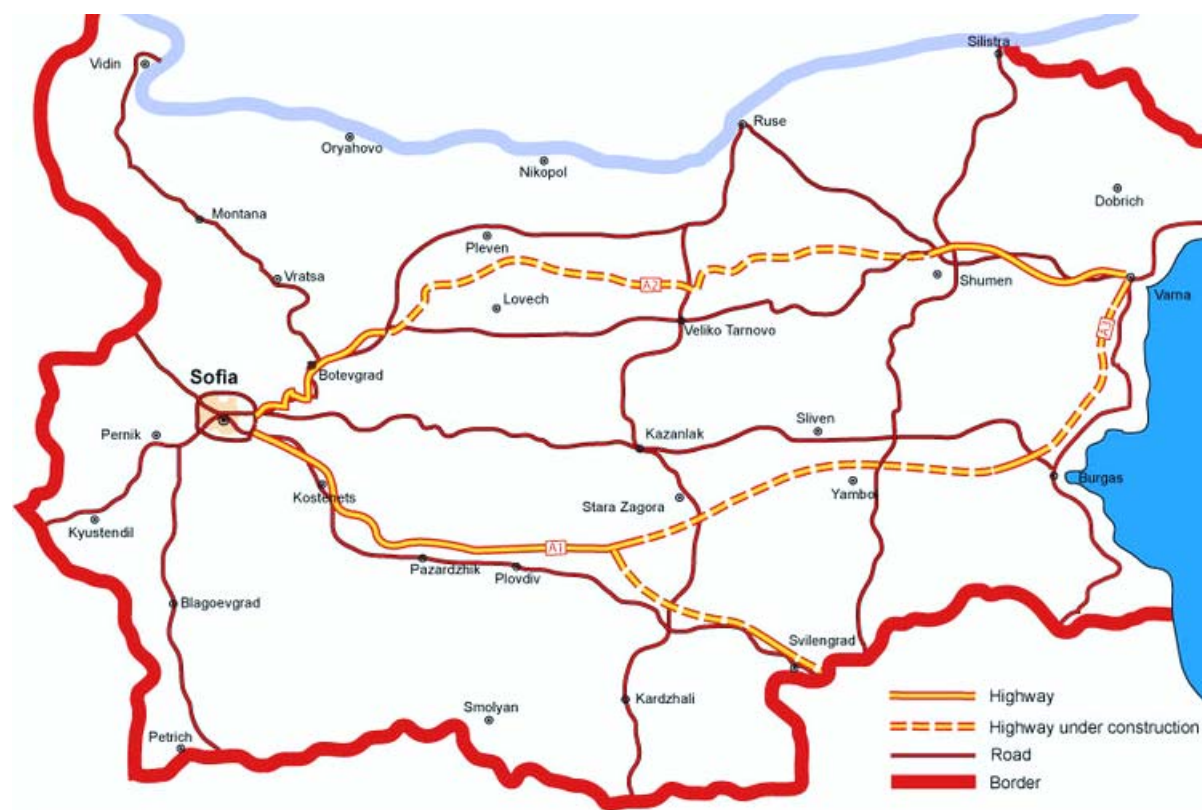 Silistra
Vidin
Ruse
Oryahovo
Nikopol
Dobrich
Montana
Pleven
Vratsa
A2
Shumen
Varna
Lovech
Veliko Tarnovo
A3
Botevgrad
Sofia
Pernik
Sliven
Kazanlak
Kostenets
Stara Zagora
Yambol
Burgas
Kyustendil
A1
Pazardzhik
Plovdiv
Blagoevgrad
Svilengrad
Kardzhali
Smolyan
Petrich
Highway
Highway under construction
Road
Border